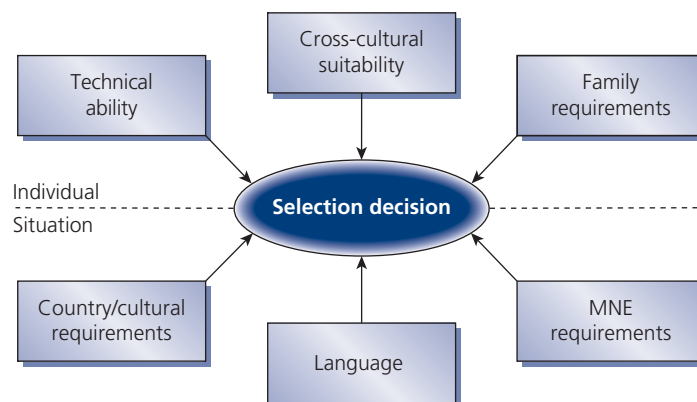 Cross-cultural
suitability
Technical
ability
Family
requirements
Individual
Selection decision
Situation
Country/cultural
requirements
Language
MNE
requirements